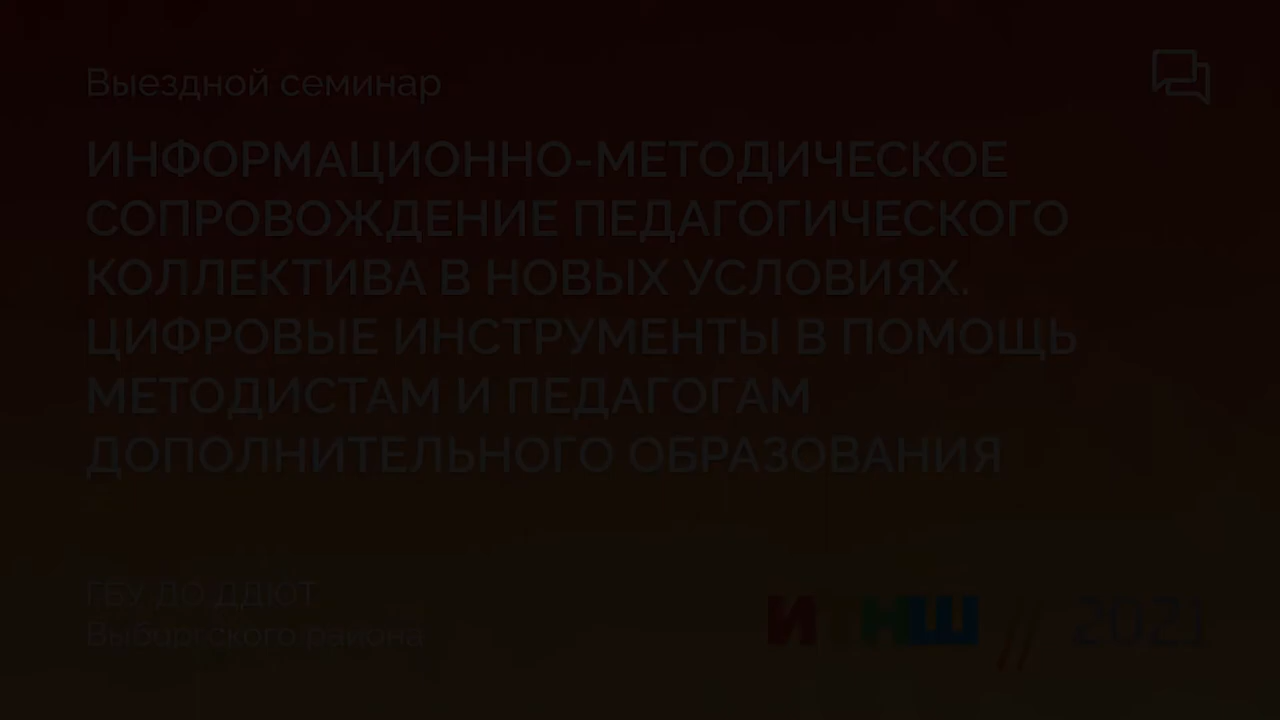 Выездной семинар
ИНФОРМАЦИОННО-МЕТОДИЧЕСКОЕ
СОПРОВОЖДЕНИЕ ПЕДАГОГИЧЕСКОГО
КОЛЛЕКТИВА В НОВЫХ УСЛОВИЯХ.
ЦИФРОВЫЕ ИНСТРУМЕНТЫ В ПОМОЩЬ
МЕТОДИСТАМ И ПЕДАГОГАМ
ДОПОЛНИТЕЛЬНОГО ОБРАЗОВАНИЯ
ГБУ ДО ДДЮТ
Выборгского района
ИТНШ // 2021